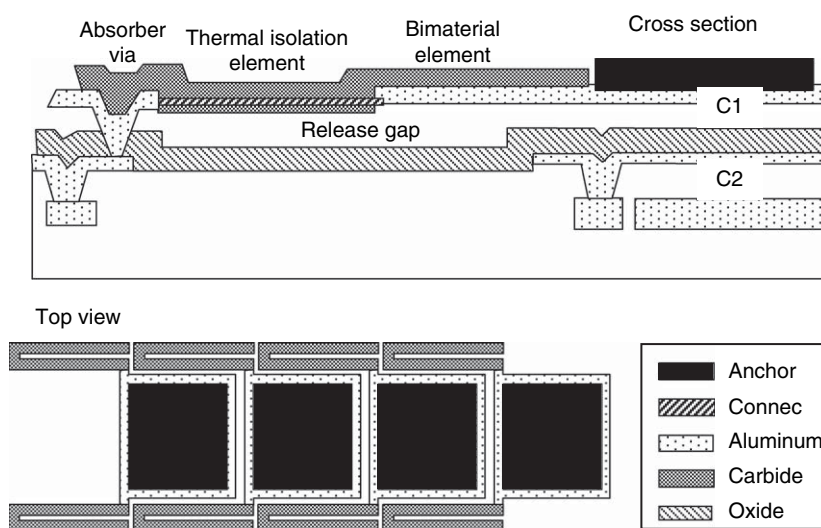 Absorber
via
Thermal isolation
element
Bimaterial
element
Cross section
C1
Release gap
C2
Top view
Anchor
Connec
Aluminum
Carbide
Oxide